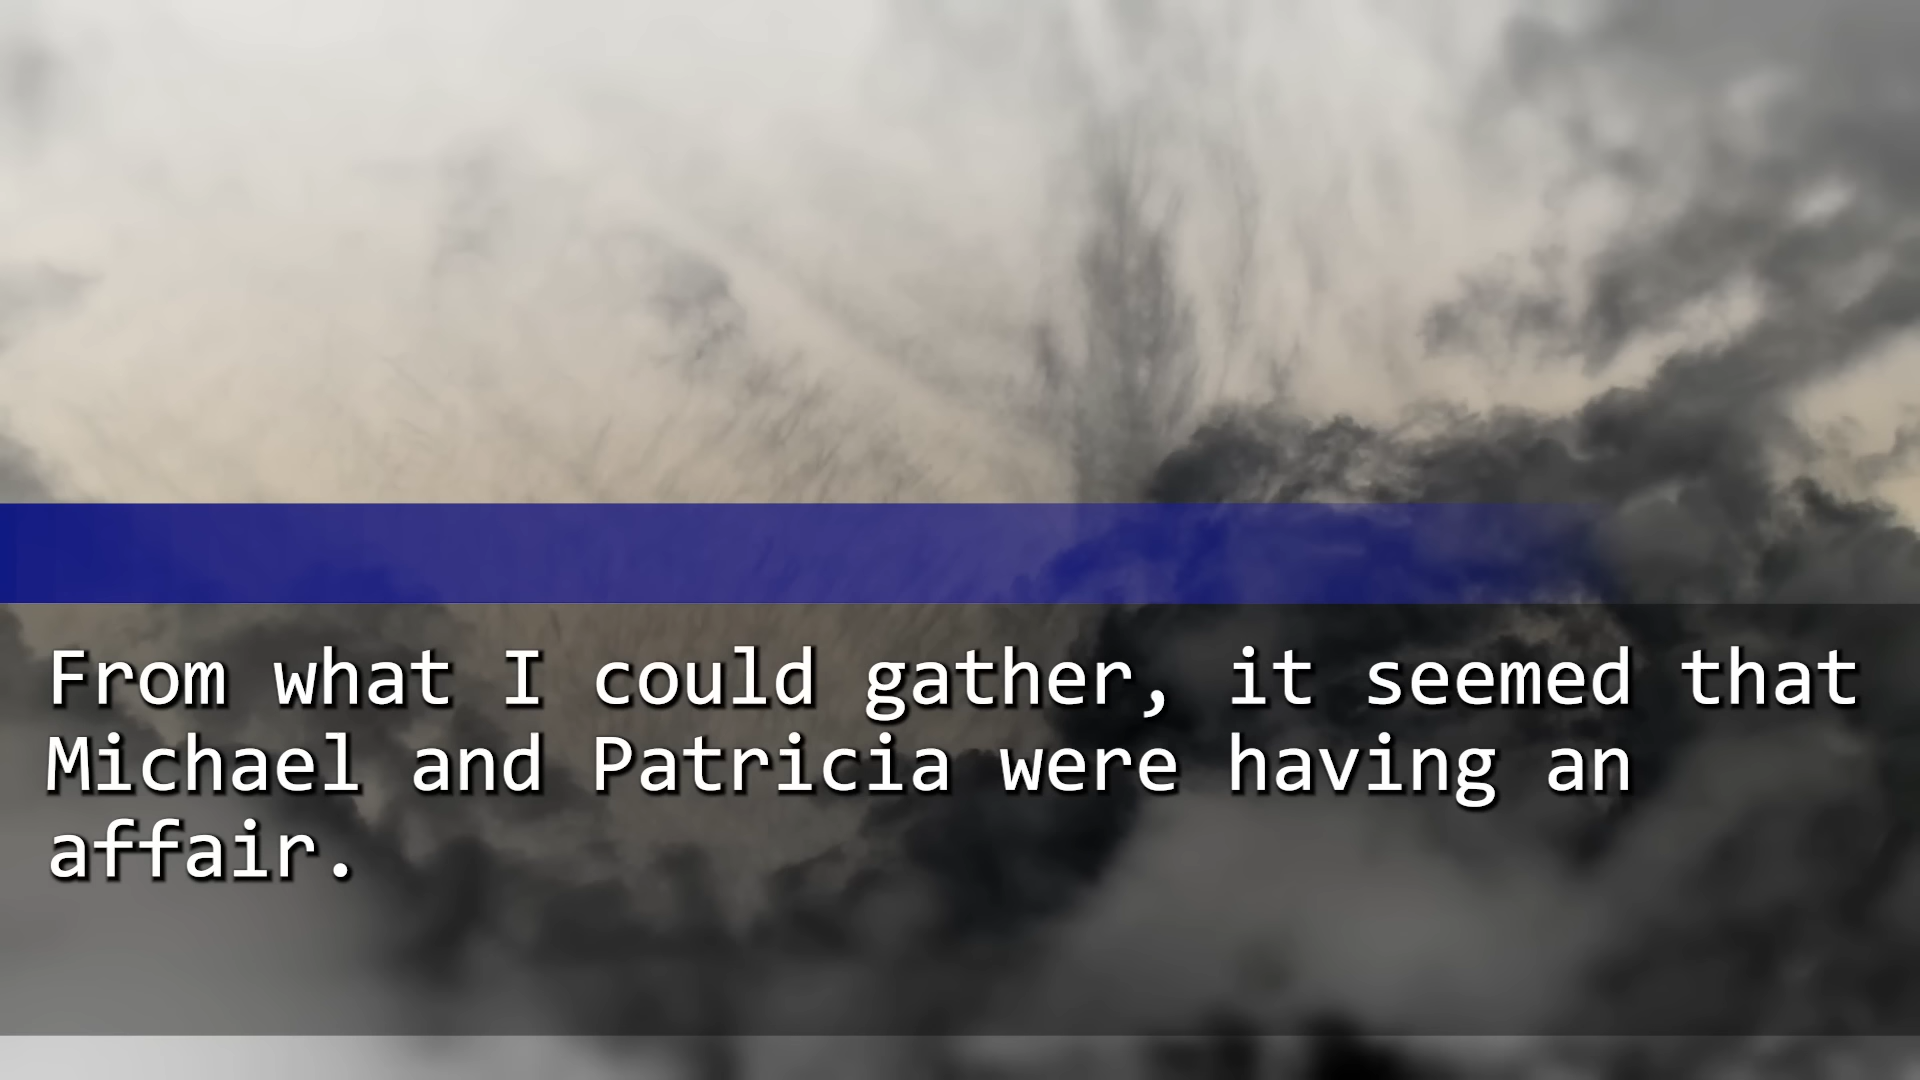 From what I could gather, it seemed that
Michael and Patricia were having an
affair.